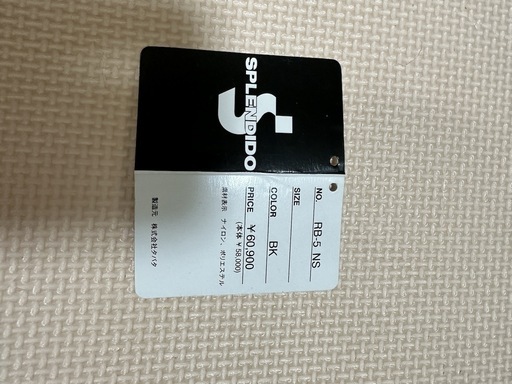 SPLENDIDO
NO. RB-5 NS
SIZE
COLOR BK
PRICE ¥60,900
(本体 ¥58,000)
素材表示 ナイロン、ポリエステル
製造元 株式会社タバタ